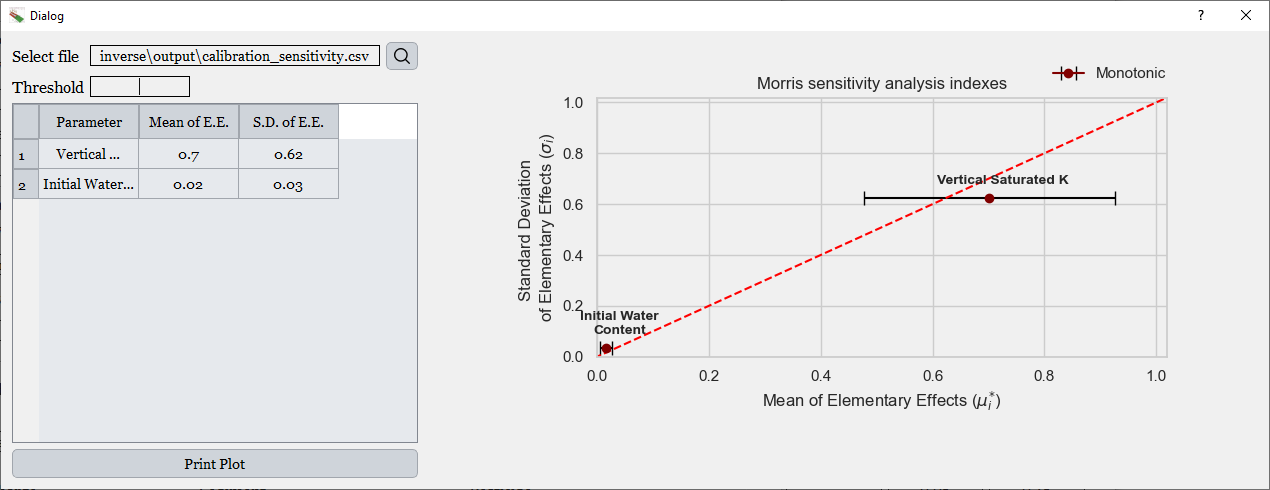 Dialog
?
Select file
inverse\output\calibration_sensitivity.csv
Threshold
Parameter Mean of E.E. S.D. of E.E.
1 Vertical ... 0.7 0.62
2 Initial Water... 0.02 0.03
Print Plot
Monotonic
Morris sensitivity analysis indexes
Standard Deviation
of Elementary Effects (σᵢ)
1.0
0.8
0.6
0.4
0.2
0.0
Vertical Saturated K
Initial Water
Content
0.0 0.2 0.4 0.6 0.8 1.0
Mean of Elementary Effects (μᵢ*)